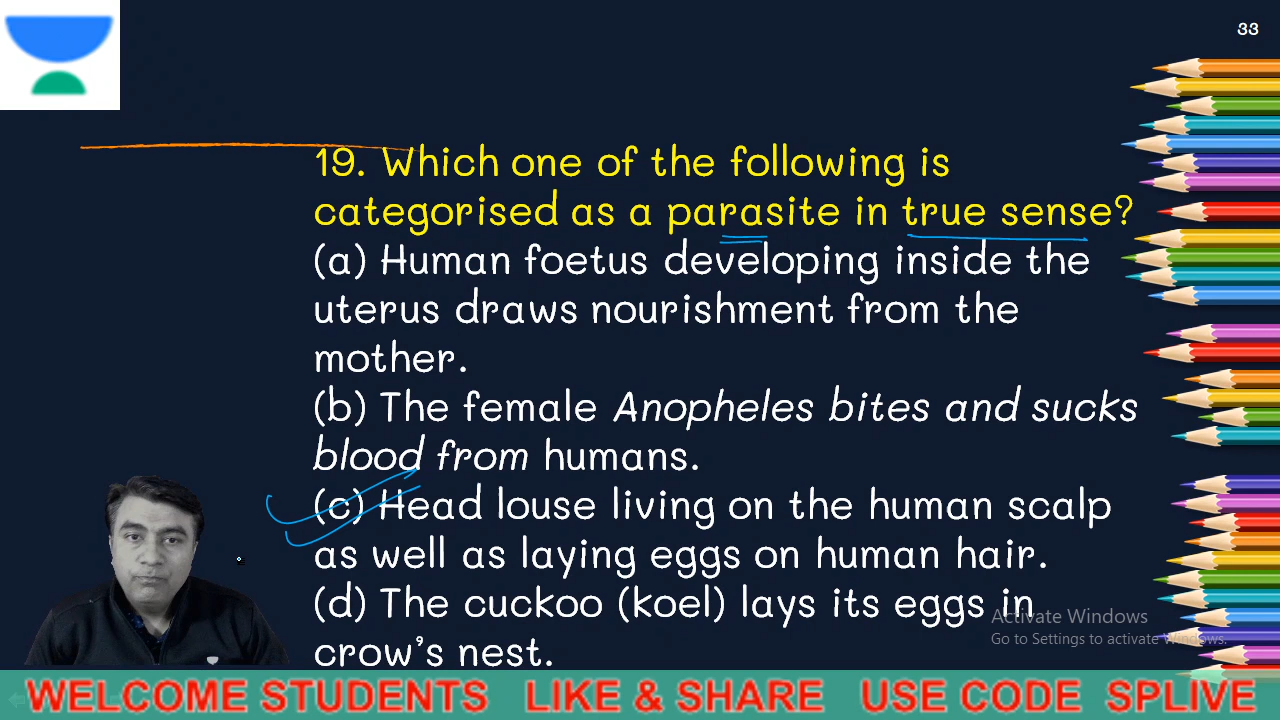 33
19. Which one of the following is
categorised as a parasite in true sense?
(a) Human foetus developing inside the
uterus draws nourishment from the
mother.
(b) The female Anopheles bites and sucks
blood from humans.
(c) Head louse living on the human scalp
as well as laying eggs on human hair.
(d) The cuckoo (koel) lays its eggs in
crow's nest.
Activate Windows
Go to Settings to activate Windows.
WELCOME STUDENTS LIKE & SHARE USE CODE SPLIVE